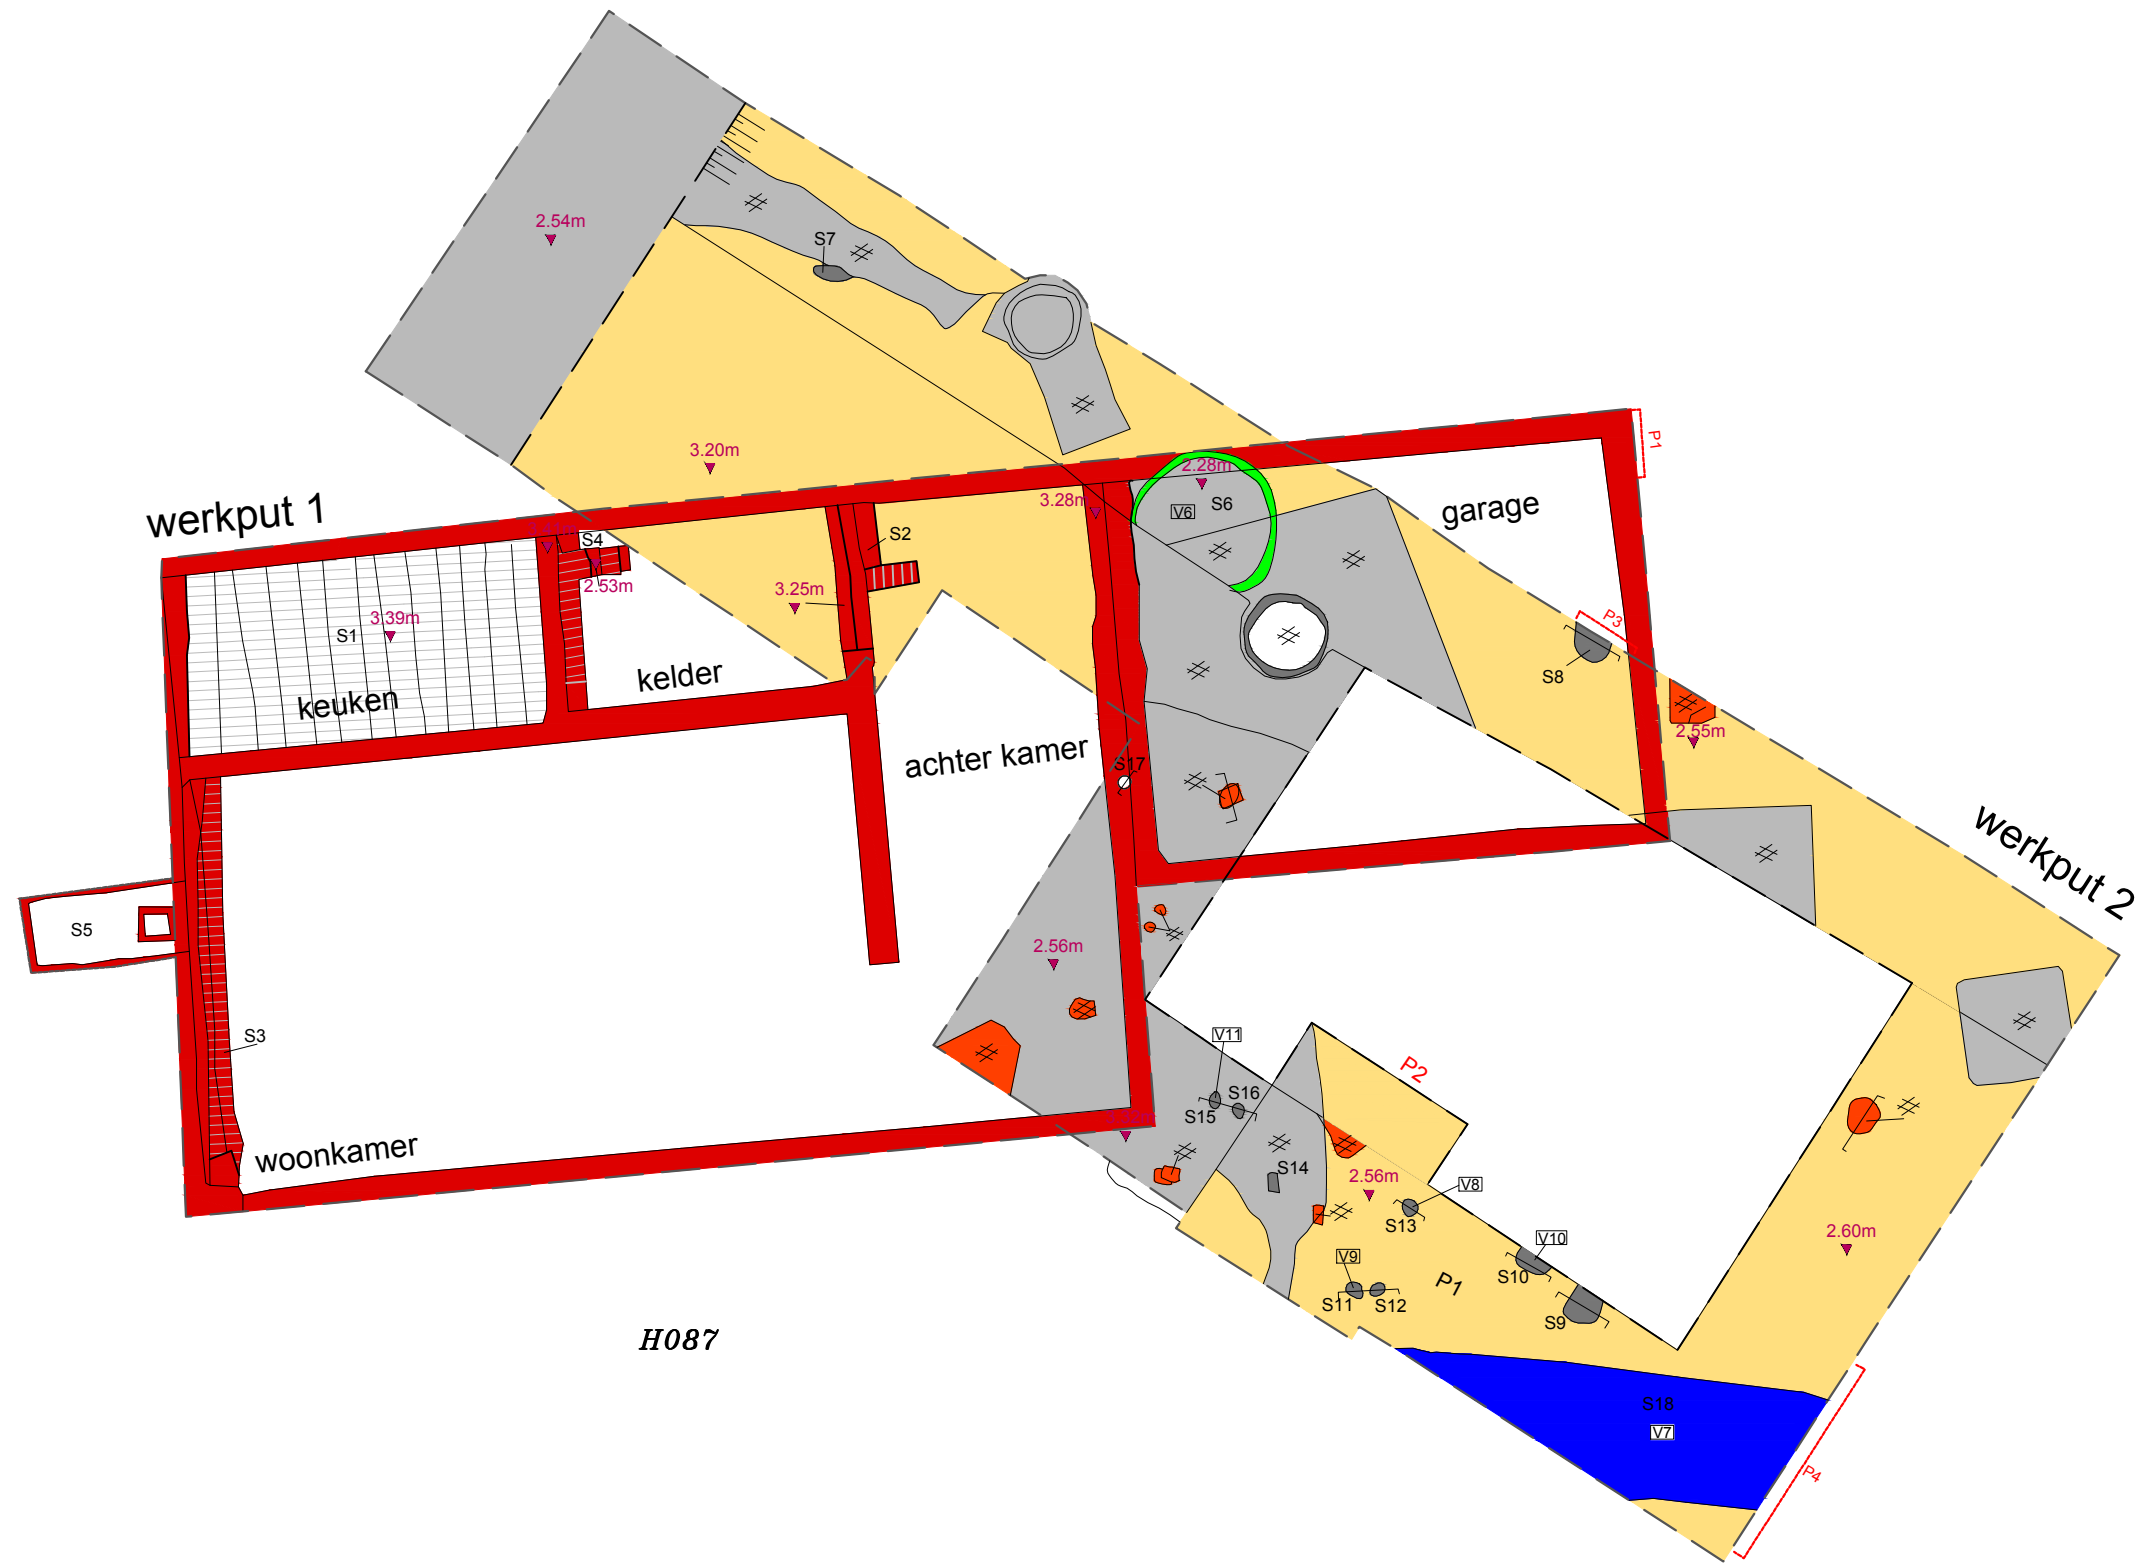 2.54m
S7
3.20m
P1
werkput 1
3.28m
2.28m
V6
S6
garage
S4
S2
2.53m
3.25m
3.39m
S1
keuken
kelder
P3
S8
2.55m
achter kamer
S17
werkput 2
S5
2.56m
S3
V11
S16
S15
P2
woonkamer
S14
2.56m
V8
S13
V10
2.60m
V9
S10
P1
S11
S12
S9
H087
S18
V7
P4